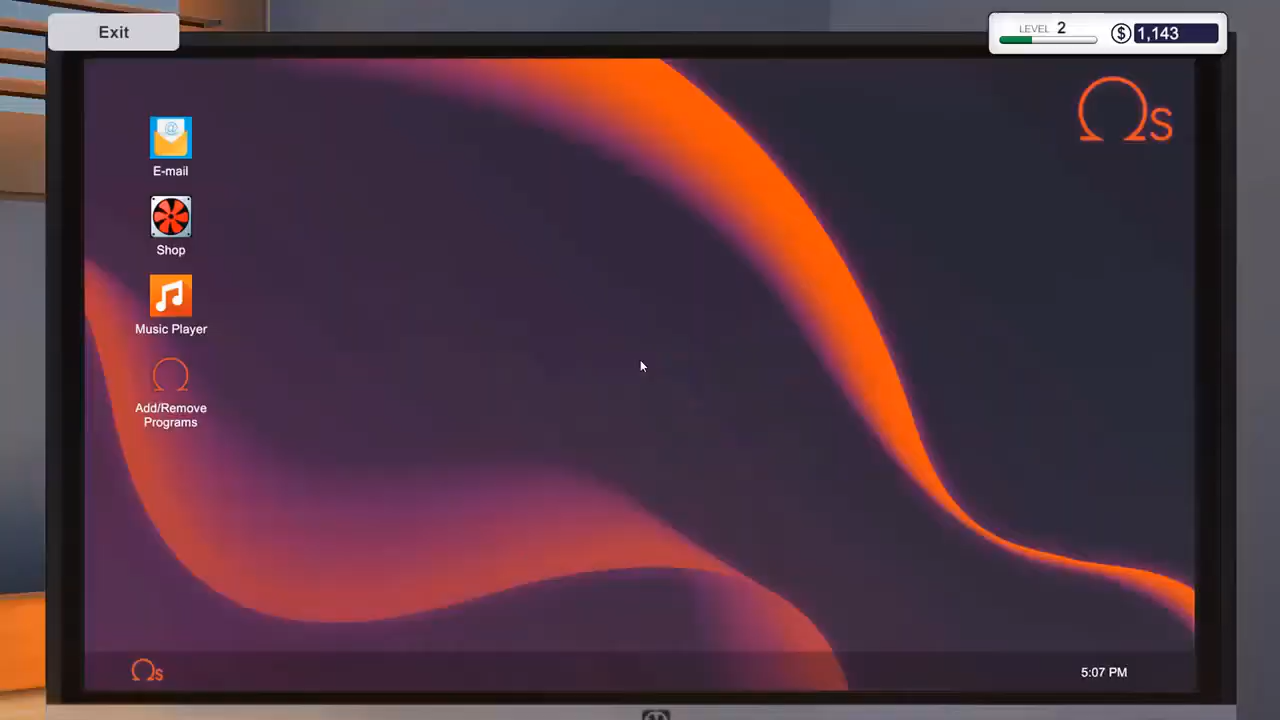 Exit
LEVEL 2
$ 1,143
Ωs
E-mail
Shop
Music Player
Add/Remove
Programs
Ωs
5:07 PM